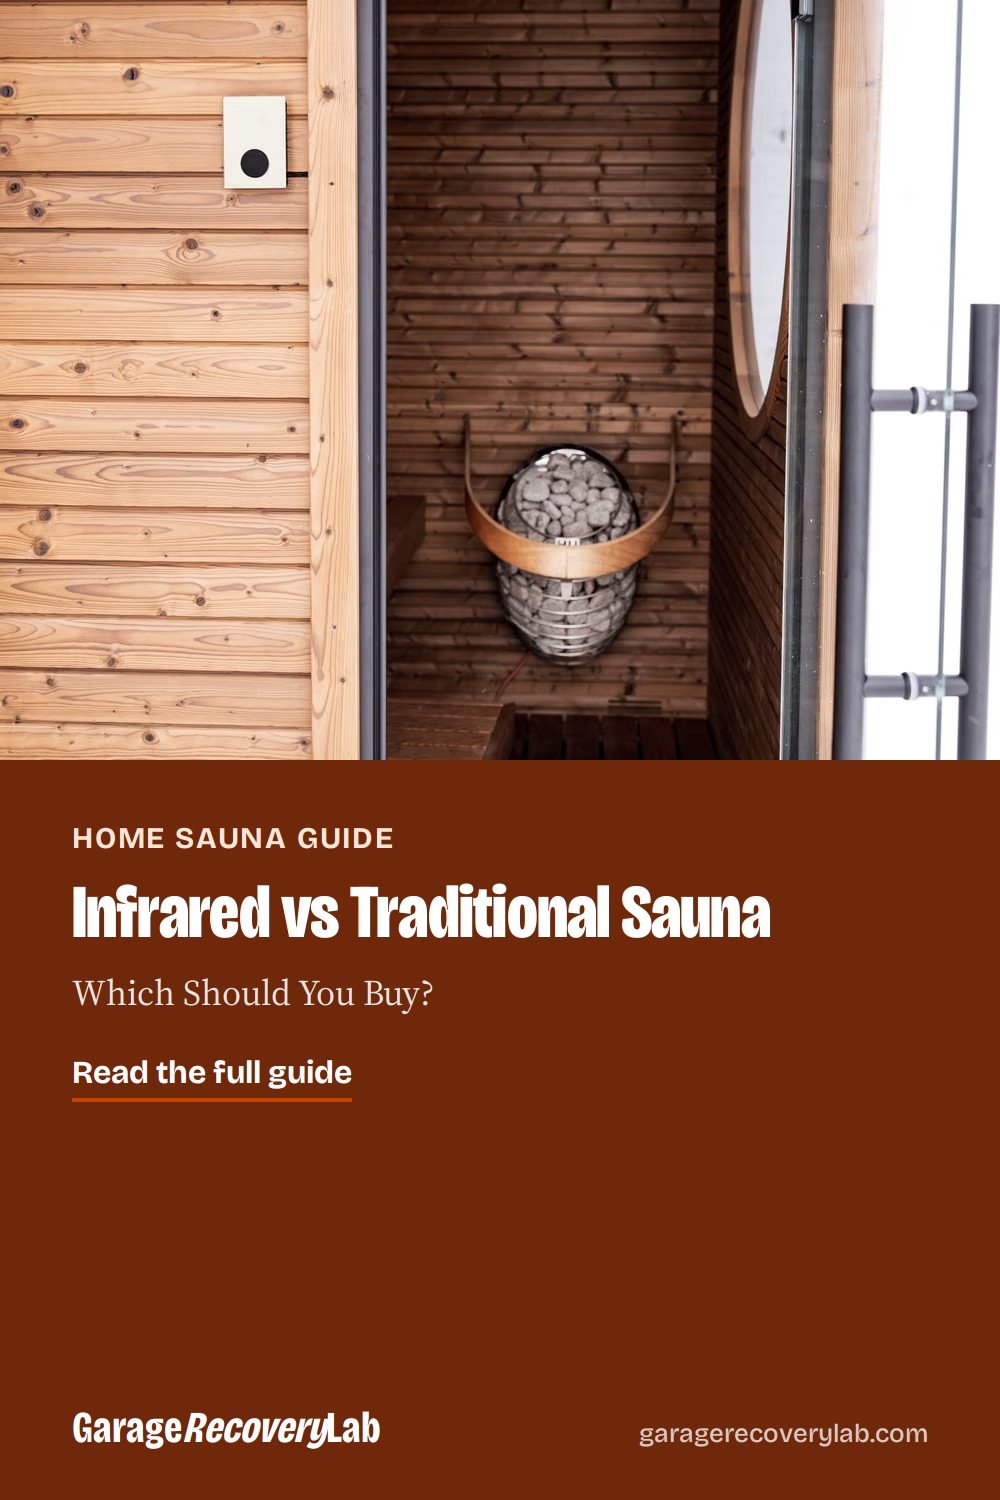 HOME SAUNA GUIDE
Infrared vs Traditional Sauna
Which Should You Buy?
Read the full guide
GarageRecoveryLab
garagerecoverylab.com